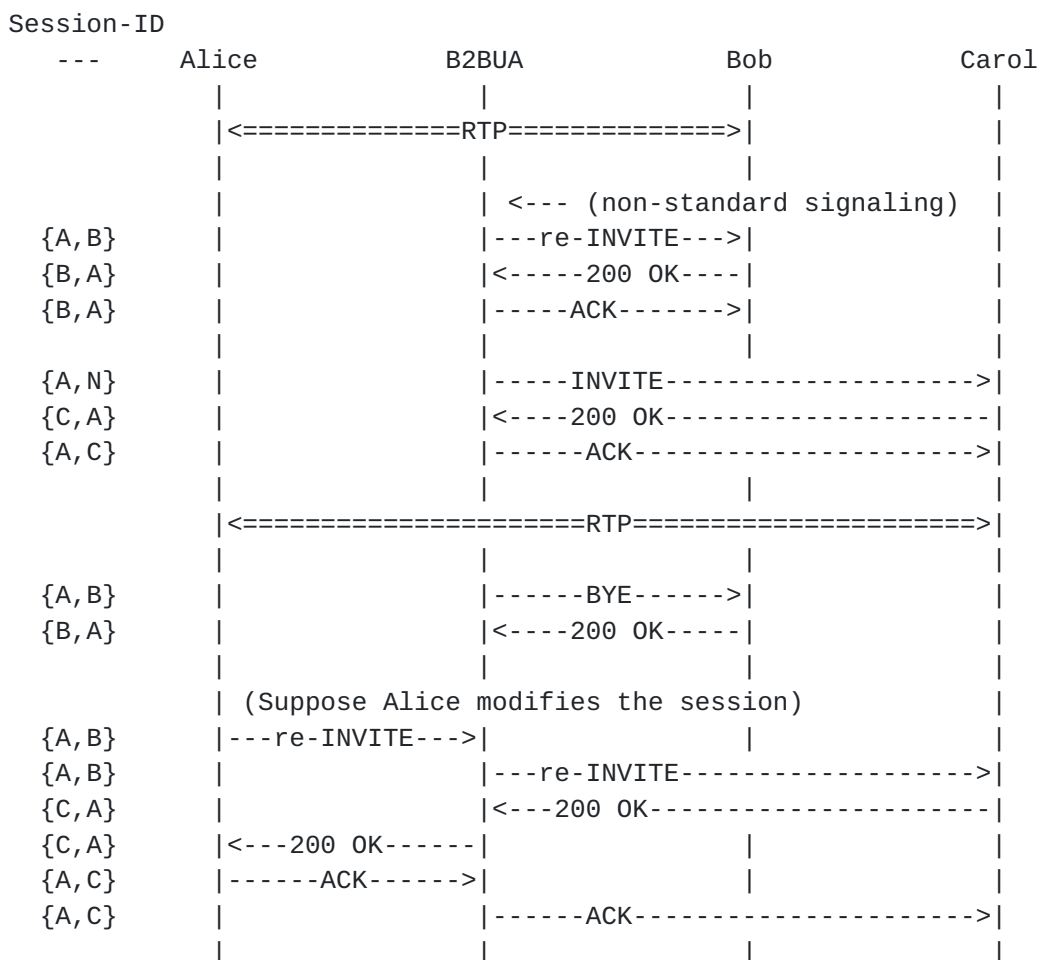 Session-ID
   ---     Alice            B2BUA             Bob            Carol
             |                |                |               |
             |<==============RTP==============>|               |
             |                |                |               |
             |                | <--- (non-standard signaling)  |
  {A,B}      |                |---re-INVITE--->|               |
  {B,A}      |                |<-----200 OK----|               |
  {B,A}      |                |-----ACK------->|               |
             |                |                |               |
  {A,N}      |                |-----INVITE-------------------->|
  {C,A}      |                |<----200 OK---------------------|
  {A,C}      |                |------ACK---------------------->|
             |                |                |               |
             |<======================RTP======================>|
             |                |                |               |
  {A,B}      |                |------BYE------>|               |
  {B,A}      |                |<----200 OK-----|               |
             |                |                |               |
             | (Suppose Alice modifies the session)            |
  {A,B}      |---re-INVITE--->|                |               |
  {A,B}      |                |---re-INVITE------------------->|
  {C,A}      |                |<---200 OK----------------------|
  {C,A}      |<---200 OK------|                |               |
  {A,C}      |------ACK------>|                |               |
  {A,C}      |                |------ACK---------------------->|
             |                |                |               |